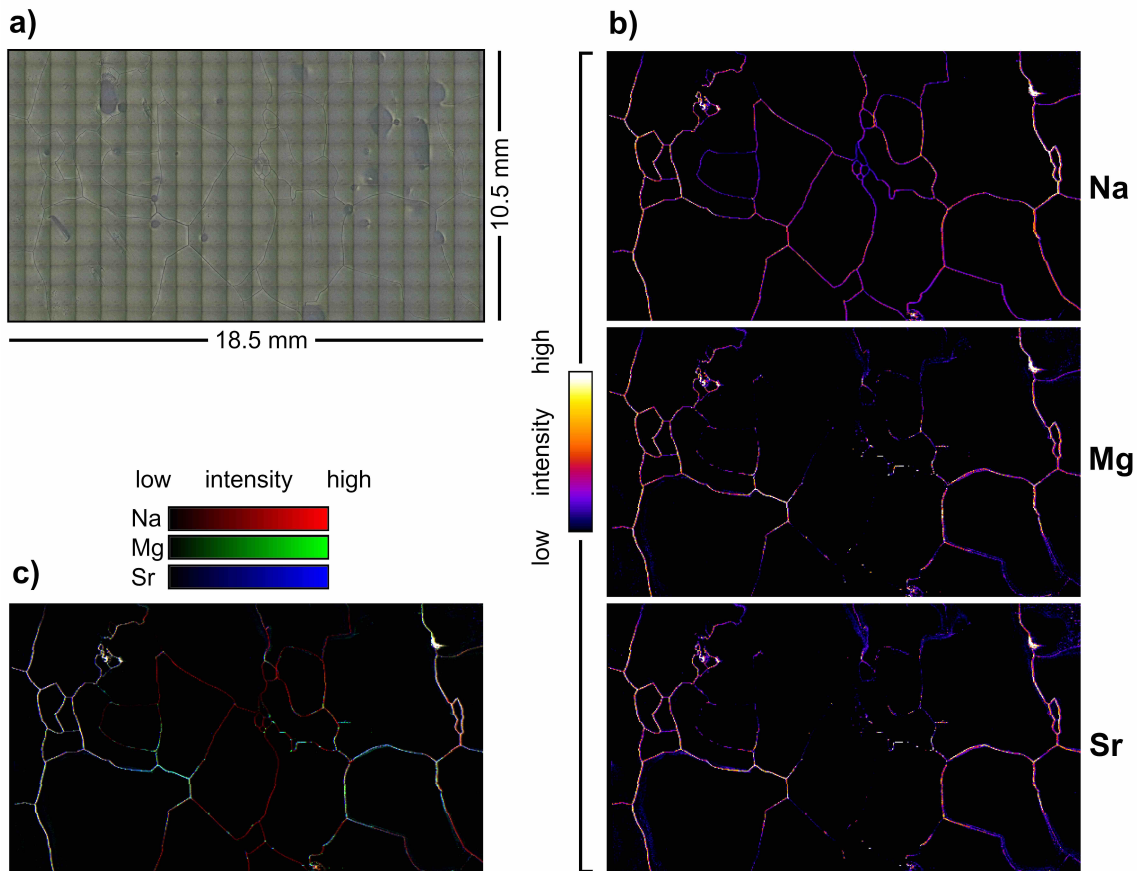 a)
10.5 mm
18.5 mm
b)
Na
Mg
Sr
high
intensity
low
low intensity high
Na
Mg
Sr
c)